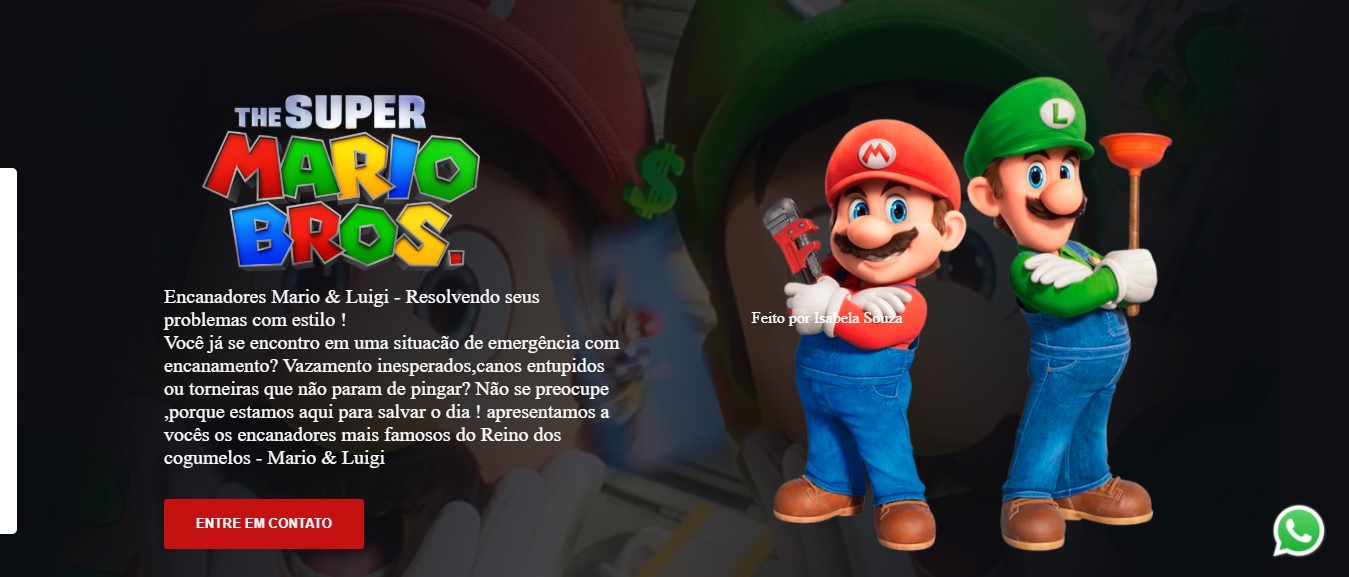 THE SUPER
MARIO
BROS.
Encanadores Mario & Luigi - Resolvendo seus
problemas com estilo !
Você já se encontro em uma situacão de emergência com
encanamento? Vazamento inesperados,canos entupidos
ou torneiras que não param de pingar? Não se preocupe
,porque estamos aqui para salvar o dia ! apresentamos a
vocês os encanadores mais famosos do Reino dos
cogumelos - Mario & Luigi
ENTRE EM CONTATO
M
L
Feito por Isabela Souza